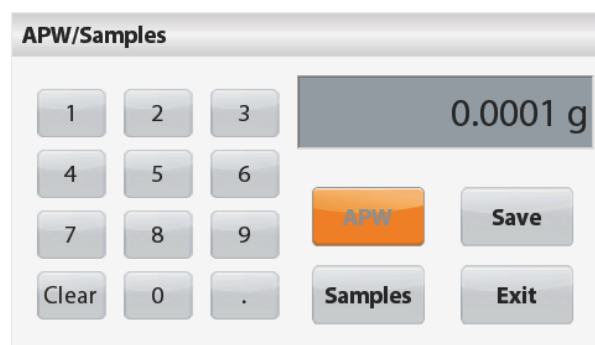 APW/Samples
0.0001 g
1 2 3
4 5 6
7 8 9
Clear 0 .
APW Save
Samples Exit